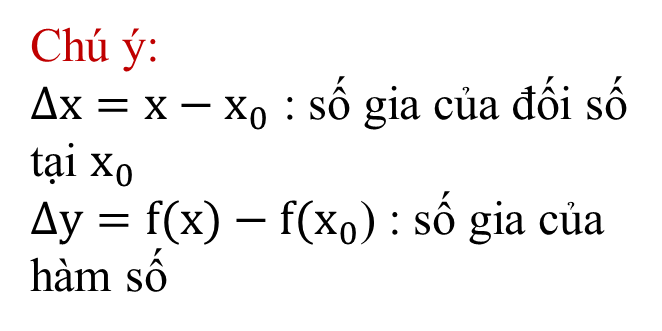 Chú ý:
Δx = x − x₀ : số gia của đối số
tại x₀
Δy = f(x) − f(x₀) : số gia của
hàm số